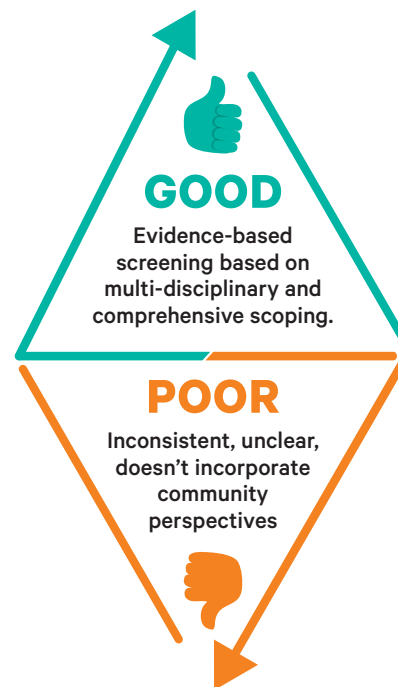 GOOD
Evidence-based
screening based on
multi-disciplinary and
comprehensive scoping.
POOR
Inconsistent, unclear,
doesn’t incorporate
community
perspectives